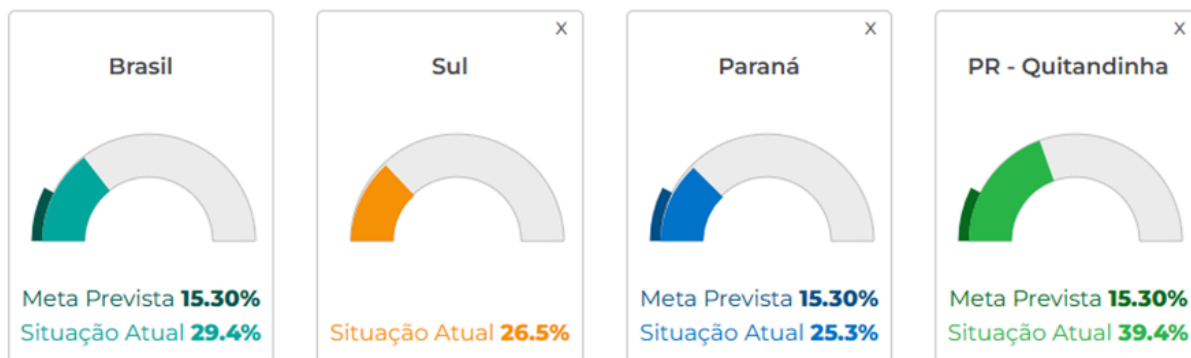 Brasil
Meta Prevista 15.30%
Situação Atual 29.4%
X
Sul
Situação Atual 26.5%
X
Paraná
Meta Prevista 15.30%
Situação Atual 25.3%
X
PR - Quitandinha
Meta Prevista 15.30%
Situação Atual 39.4%